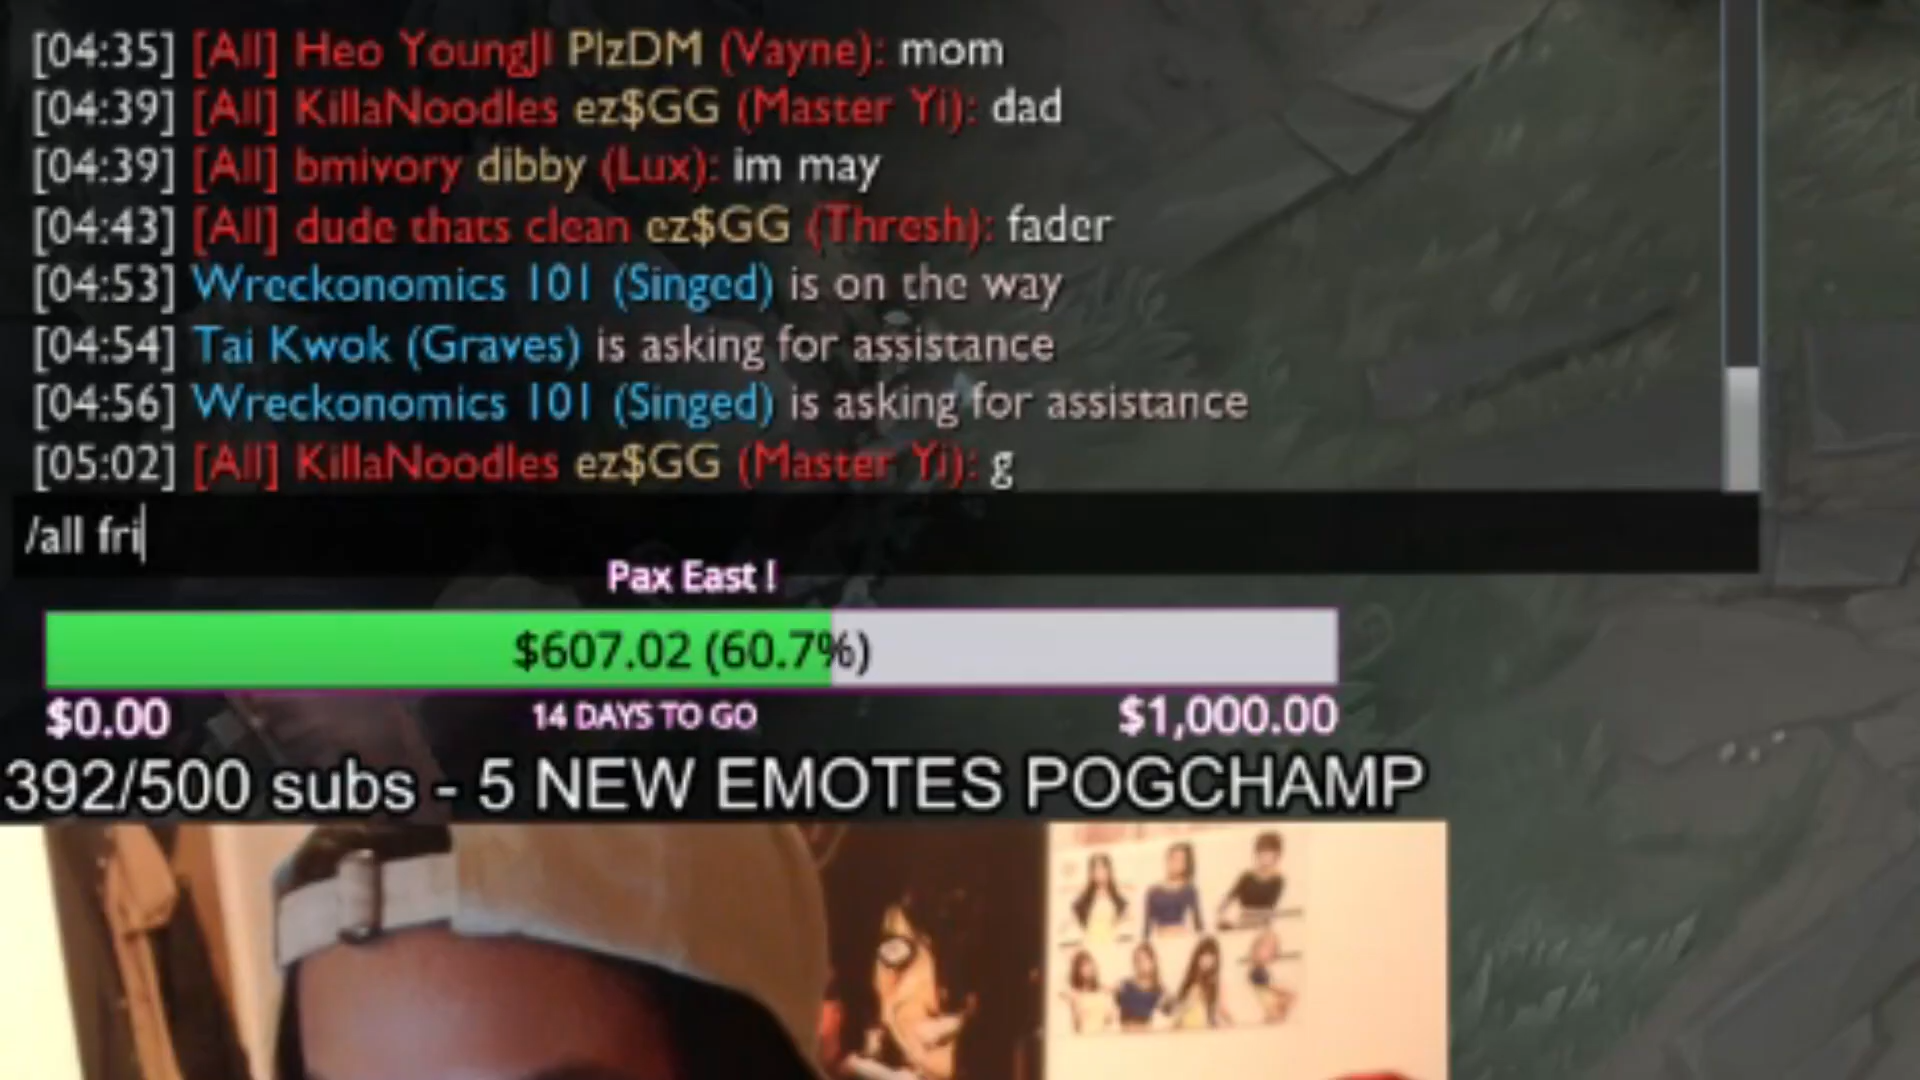 [04:35] [All] Heo YoungJI PlzDM (Vayne): mom
[04:39] [All] KillaNoodles ez$GG (Master Yi): dad
[04:39] [All] bmivory dibby (Lux): im may
[04:43] [All] dude thats clean ez$GG (Thresh): fader
[04:53] Wreckonomics 101 (Singed) is on the way
[04:54] Tai Kwok (Graves) is asking for assistance
[04:56] Wreckonomics 101 (Singed) is asking for assistance
[05:02] [All] KillaNoodles ez$GG (Master Yi): g
/all fri
Pax East !
$607.02 (60.7%)
$0.00 14 DAYS TO GO $1,000.00
392/500 subs - 5 NEW EMOTES POGCHAMP